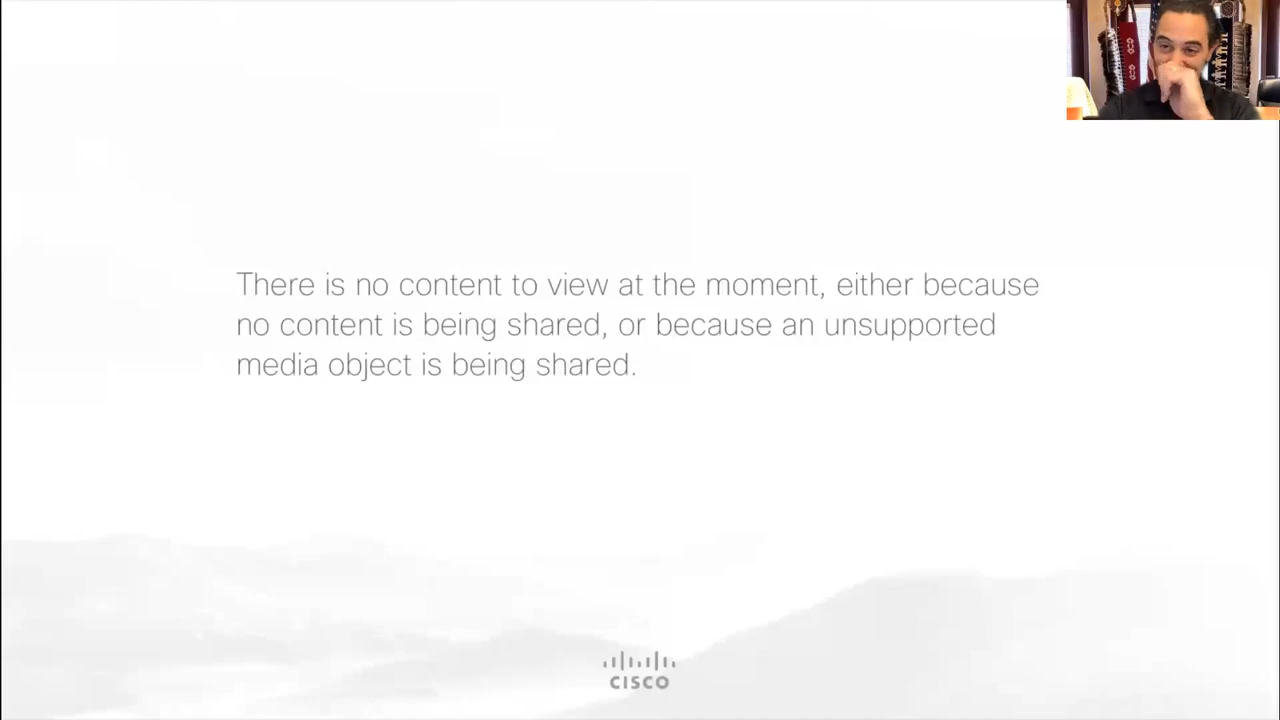 There is no content to view at the moment, either because
no content is being shared, or because an unsupported
media object is being shared.
CISCO